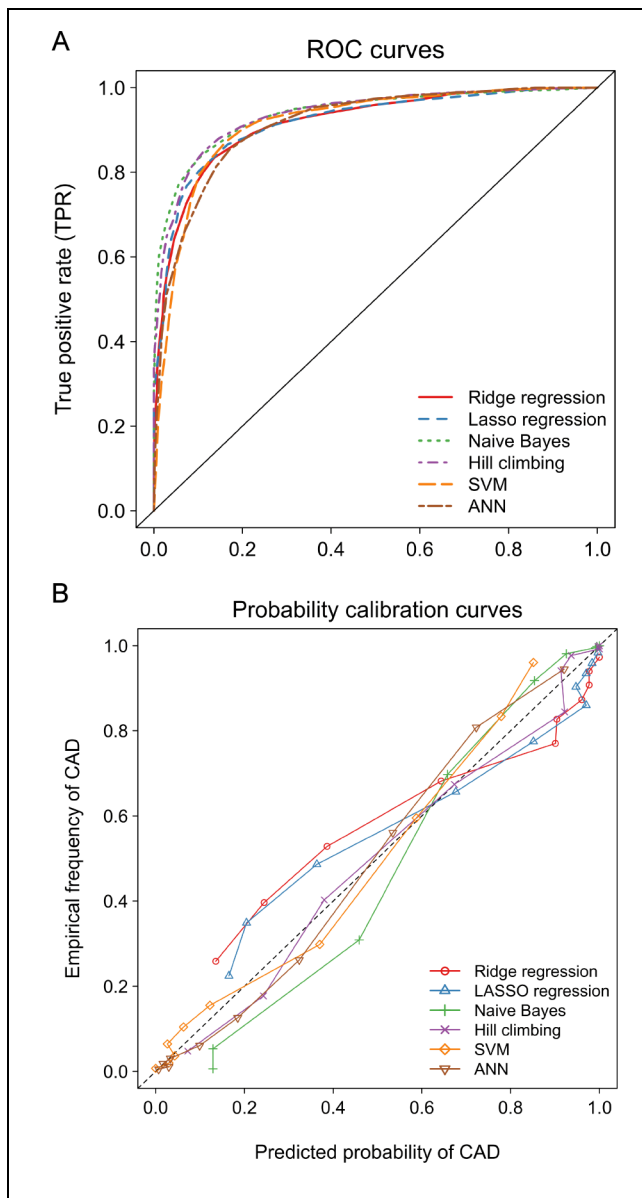 A
ROC curves
True positive rate (TPR)
1.0
0.8
0.6
0.4
0.2
0.0
Ridge regression
Lasso regression
Naive Bayes
Hill climbing
SVM
ANN
0.0 0.2 0.4 0.6 0.8 1.0
B
Probability calibration curves
Empirical frequency of CAD
1.0
0.8
0.6
0.4
0.2
0.0
Ridge regression
LASSO regression
Naive Bayes
Hill climbing
SVM
ANN
0.0 0.2 0.4 0.6 0.8 1.0
Predicted probability of CAD